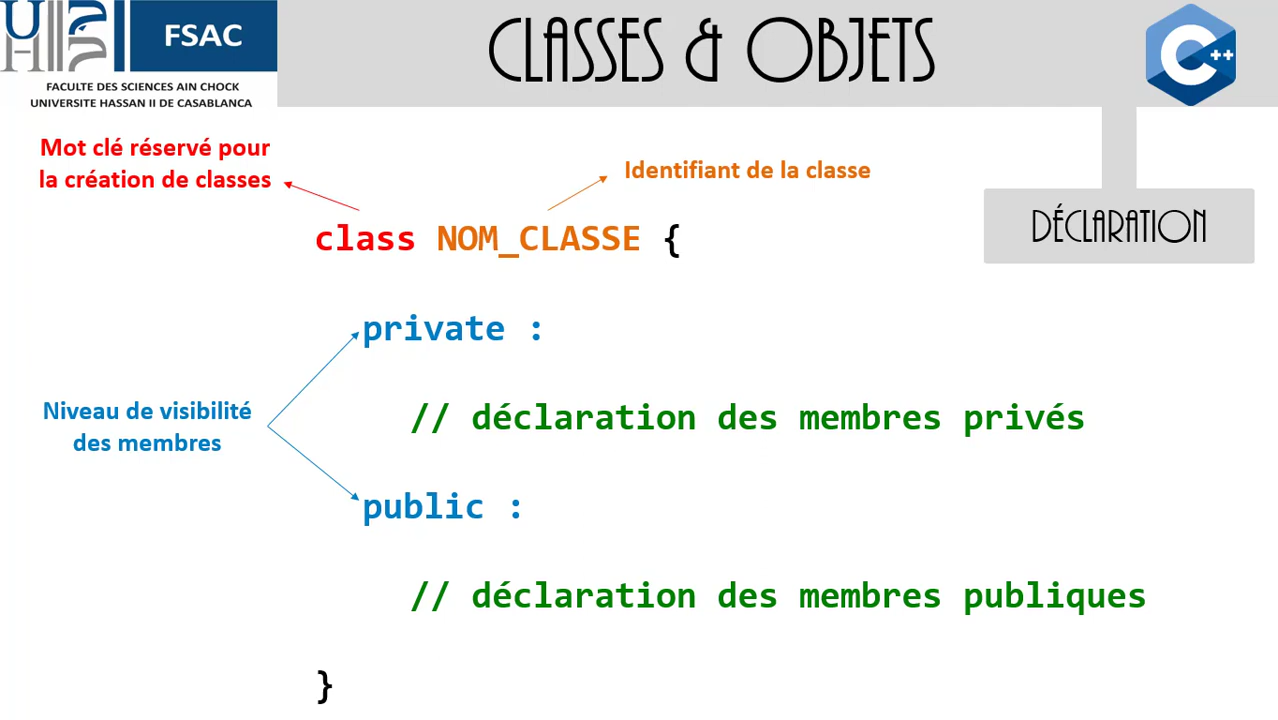 UH
FSAC
FACULTE DES SCIENCES AIN CHOCK
UNIVERSITE HASSAN II DE CASABLANCA
CLASSES & OBJETS
C++
DÉCLARATION
Mot clé réservé pour
la création de classes
Identifiant de la classe
class NOM_CLASSE {
private :
Niveau de visibilité
des membres
// déclaration des membres privés
public :
// déclaration des membres publiques
}